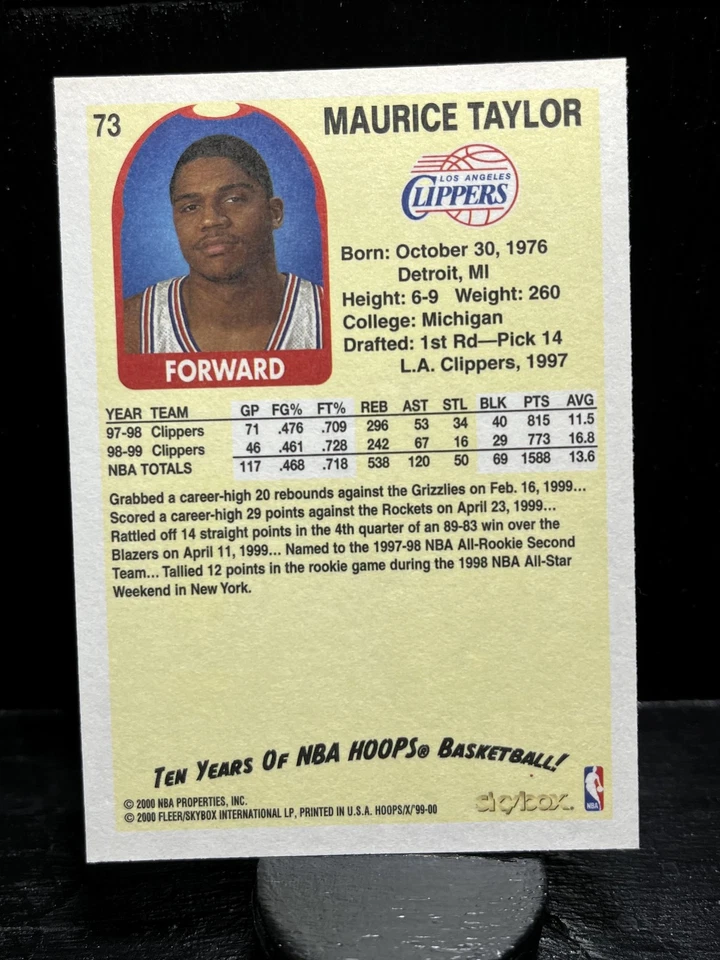 73
MAURICE TAYLOR
LOS ANGELES
CLIPPERS
Born: October 30, 1976
Detroit, MI
Height: 6-9 Weight: 260
College: Michigan
Drafted: 1st Rd—Pick 14
L.A. Clippers, 1997
FORWARD
YEAR TEAM GP FG% FT% REB AST STL BLK PTS AVG
97-98 Clippers 71 .476 .709 296 53 34 40 815 11.5
98-99 Clippers 46 .461 .728 242 67 16 29 773 16.8
NBA TOTALS 117 .468 .718 538 120 50 69 1588 13.6
Grabbed a career-high 20 rebounds against the Grizzlies on Feb. 16, 1999...
Scored a career-high 29 points against the Rockets on April 23, 1999...
Rattled off 14 straight points in the 4th quarter of an 89-83 win over the
Blazers on April 11, 1999... Named to the 1997-98 NBA All-Rookie Second
Team... Tallied 12 points in the rookie game during the 1998 NBA All-Star
Weekend in New York.
TEN YEARS OF NBA HOOPS® BASKETBALL!
© 2000 NBA PROPERTIES, INC.
© 2000 FLEER/SKYBOX INTERNATIONAL LP, PRINTED IN U.S.A. HOOPS/X/'99-00
skybox.
NBA